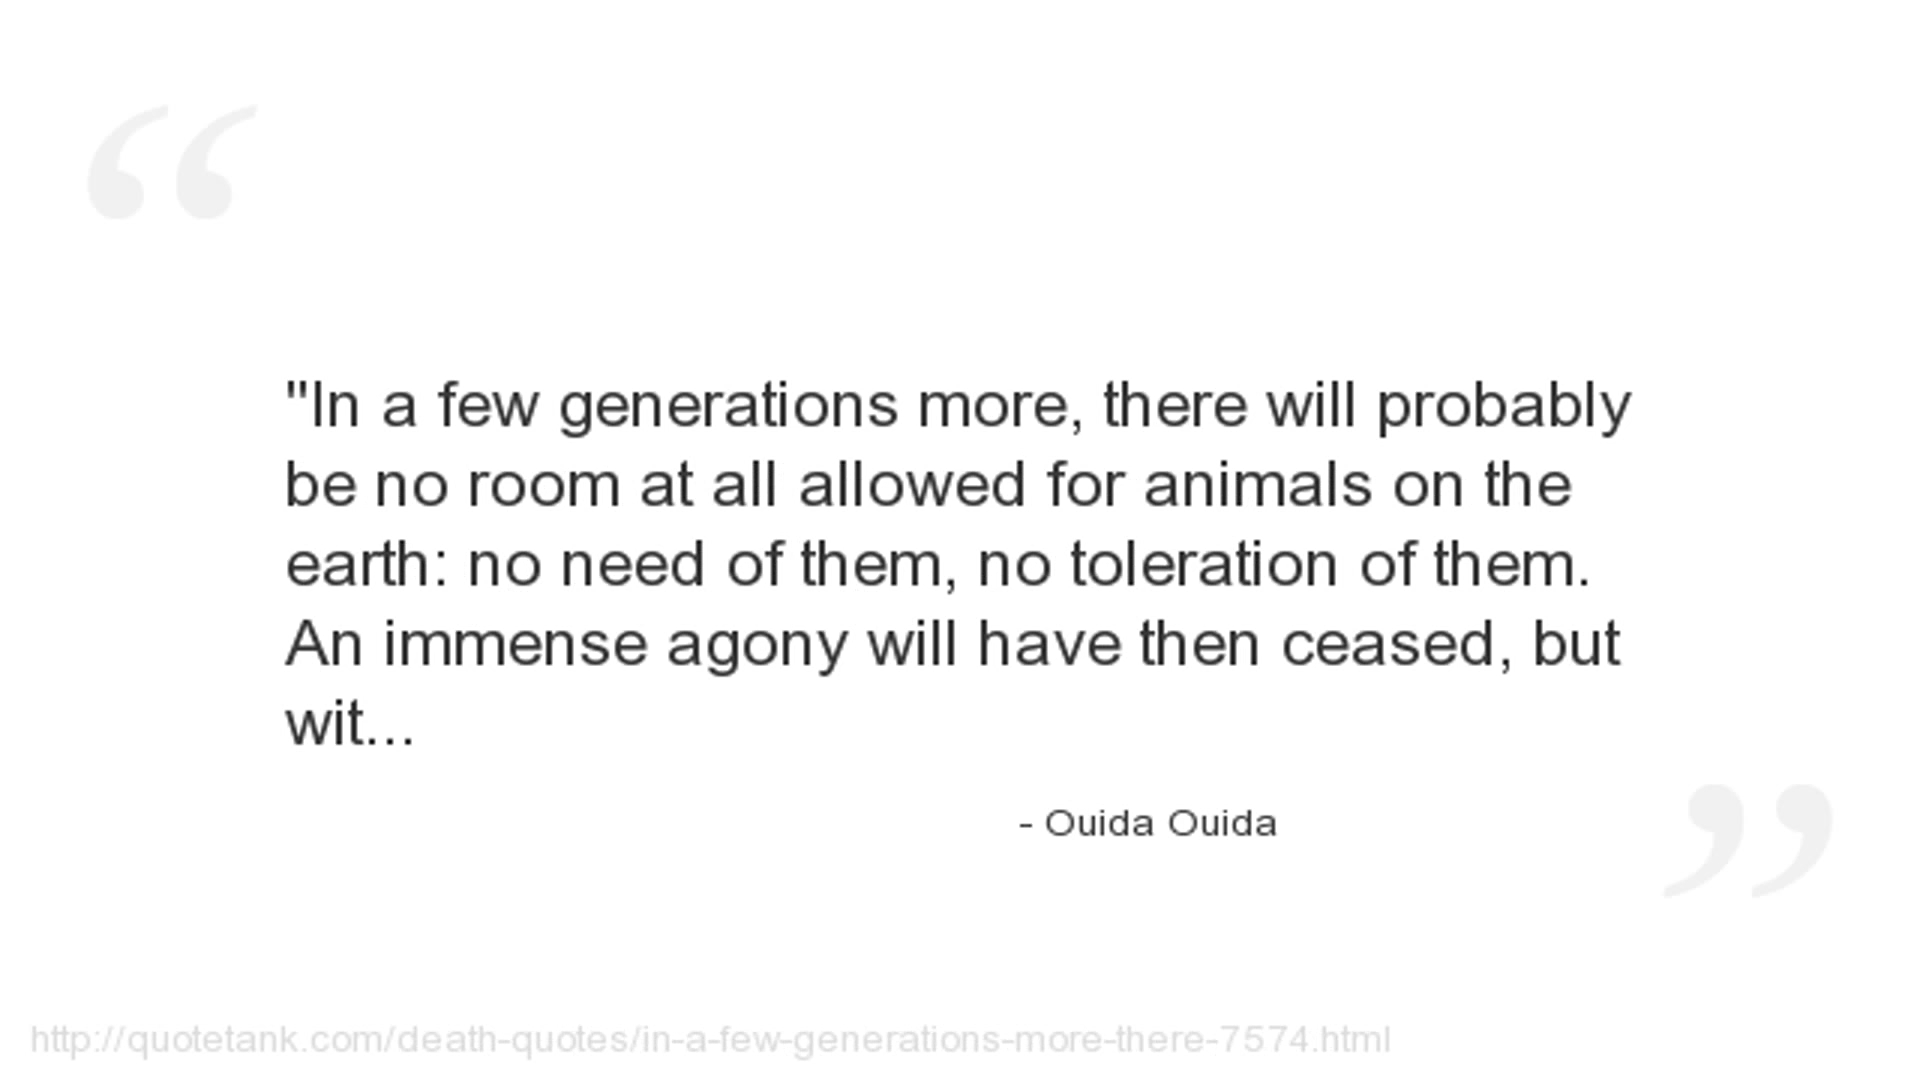 "In a few generations more, there will probably
be no room at all allowed for animals on the
earth: no need of them, no toleration of them.
An immense agony will have then ceased, but
wit...
- Ouida Ouida
http://quotetank.com/death-quotes/in-a-few-generations-more-there-7574.html